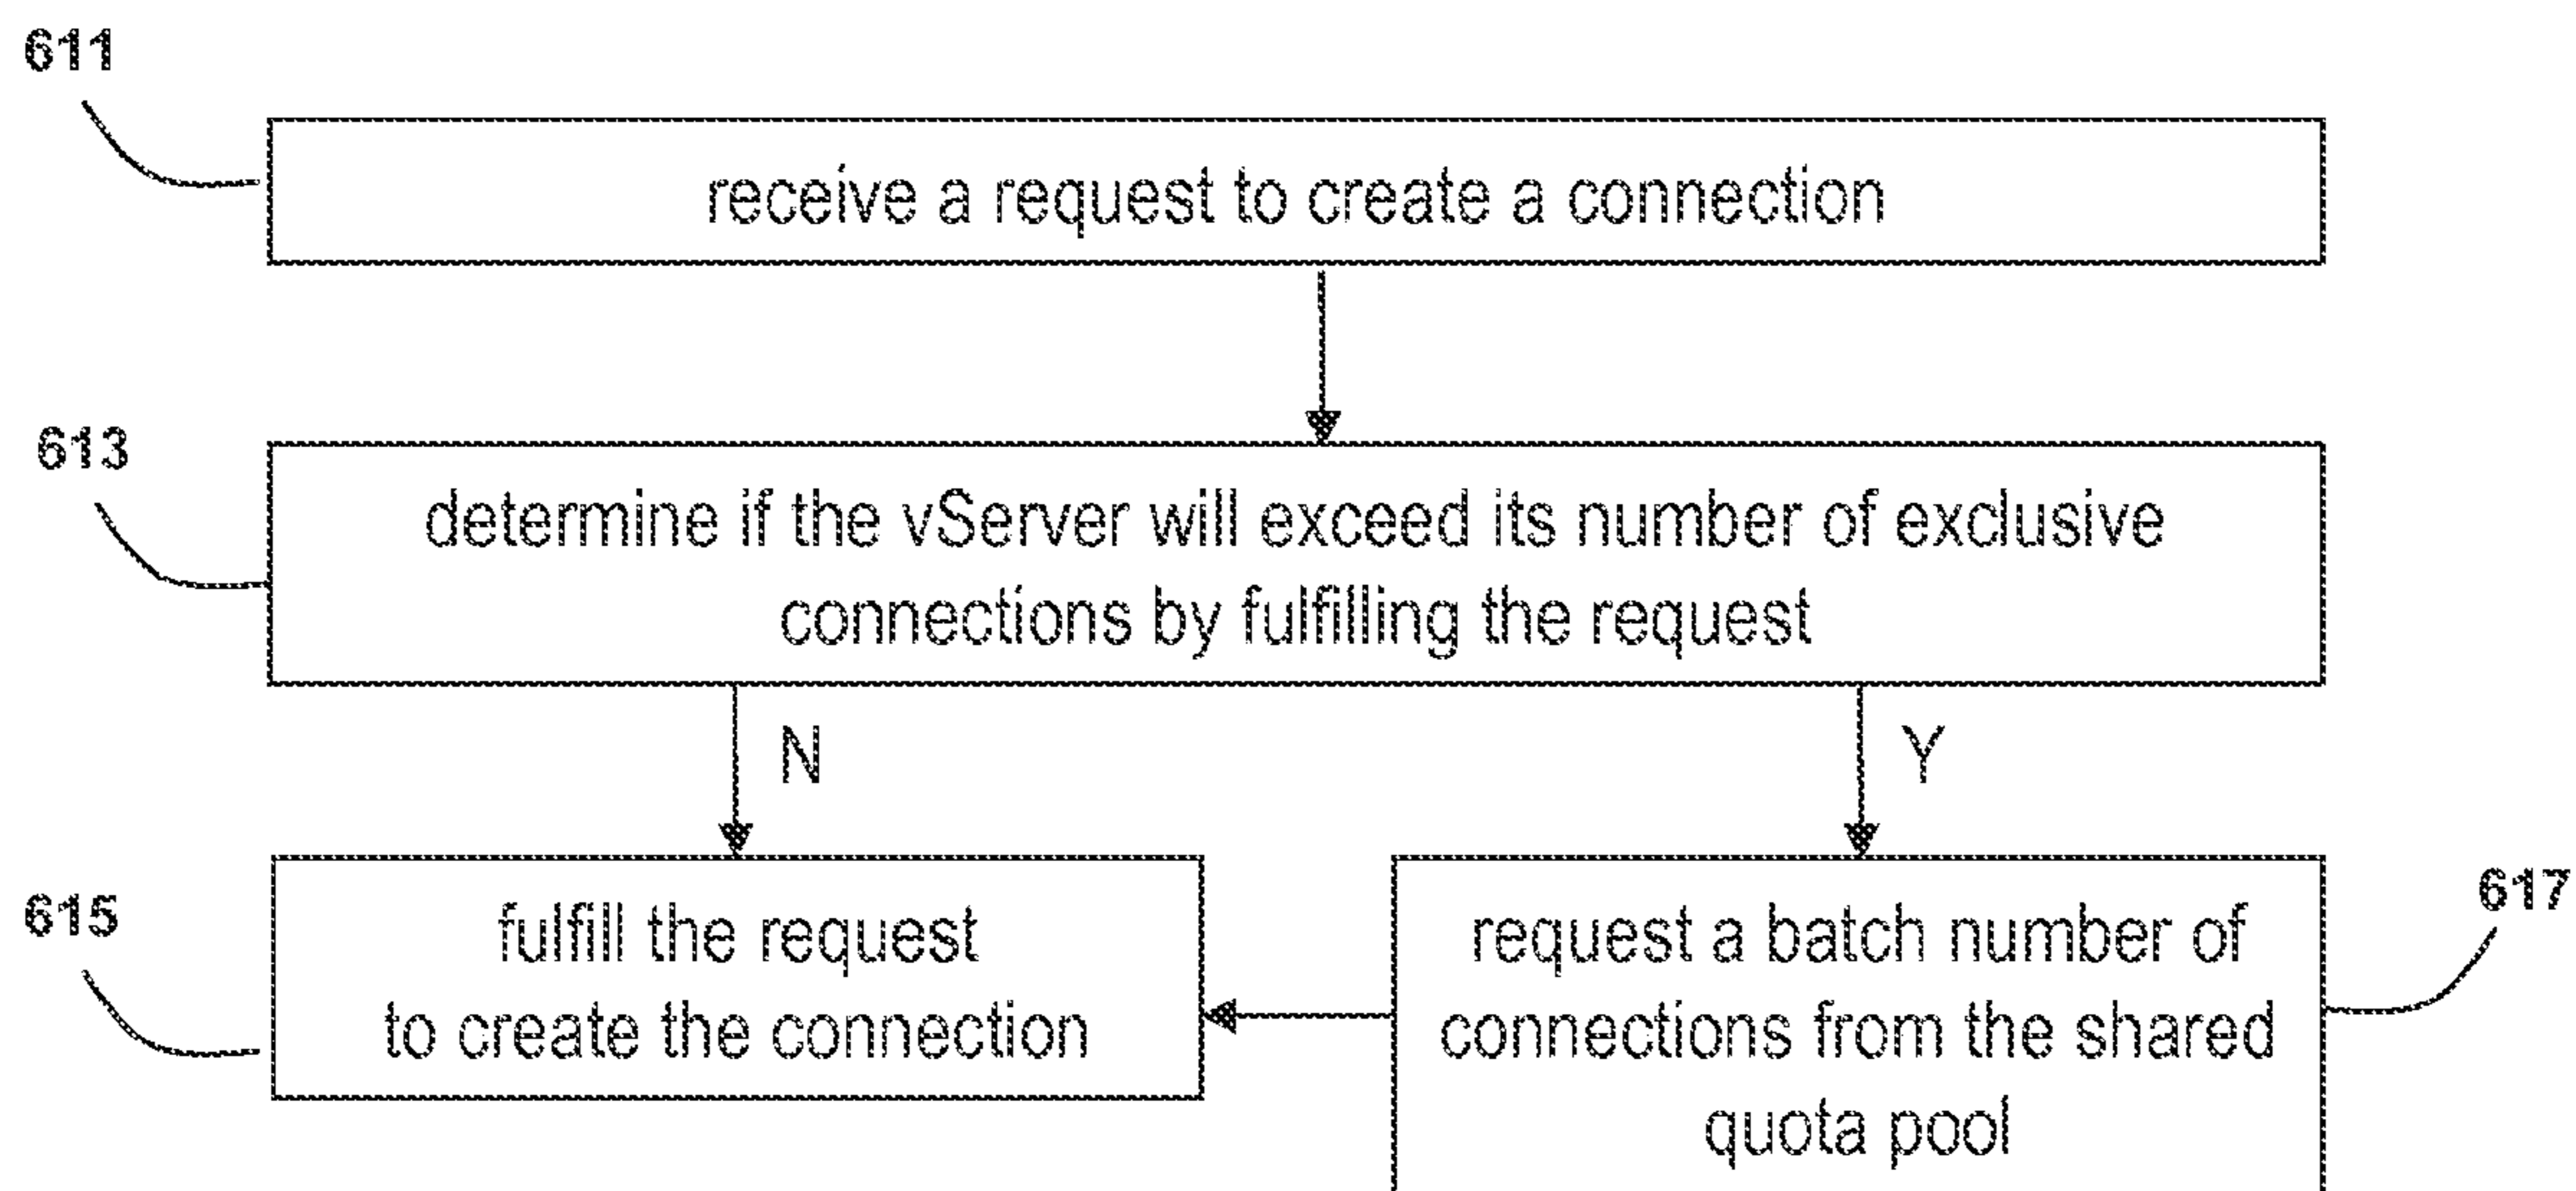 611
receive a request to create a connection
613
determine if the vServer will exceed its number of exclusive
connections by fulfilling the request
N
Y
615
fulfill the request
to create the connection
617
request a batch number of
connections from the shared
quota pool